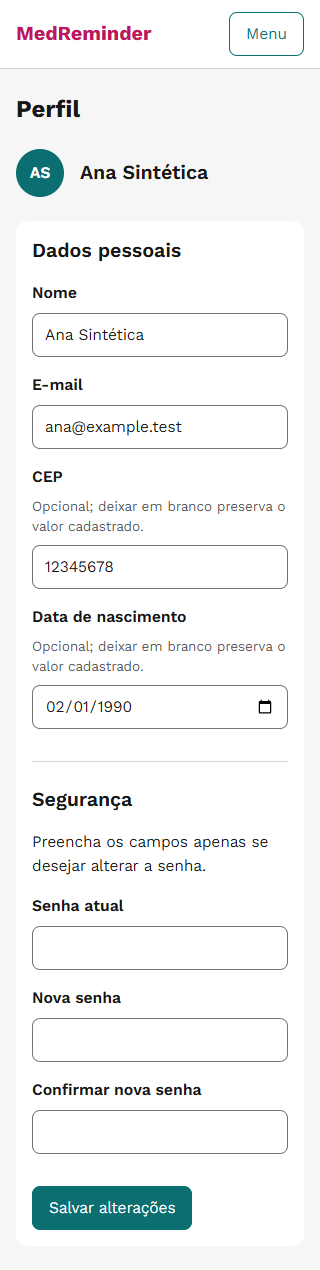 MedReminder
Menu
Perfil
AS
Ana Sintética
Dados pessoais
Nome
Ana Sintética
E-mail
ana@example.test
CEP
Opcional; deixar em branco preserva o
valor cadastrado.
12345678
Data de nascimento
Opcional; deixar em branco preserva o
valor cadastrado.
02/01/1990
Segurança
Preencha os campos apenas se
desejar alterar a senha.
Senha atual
Nova senha
Confirmar nova senha
Salvar alterações